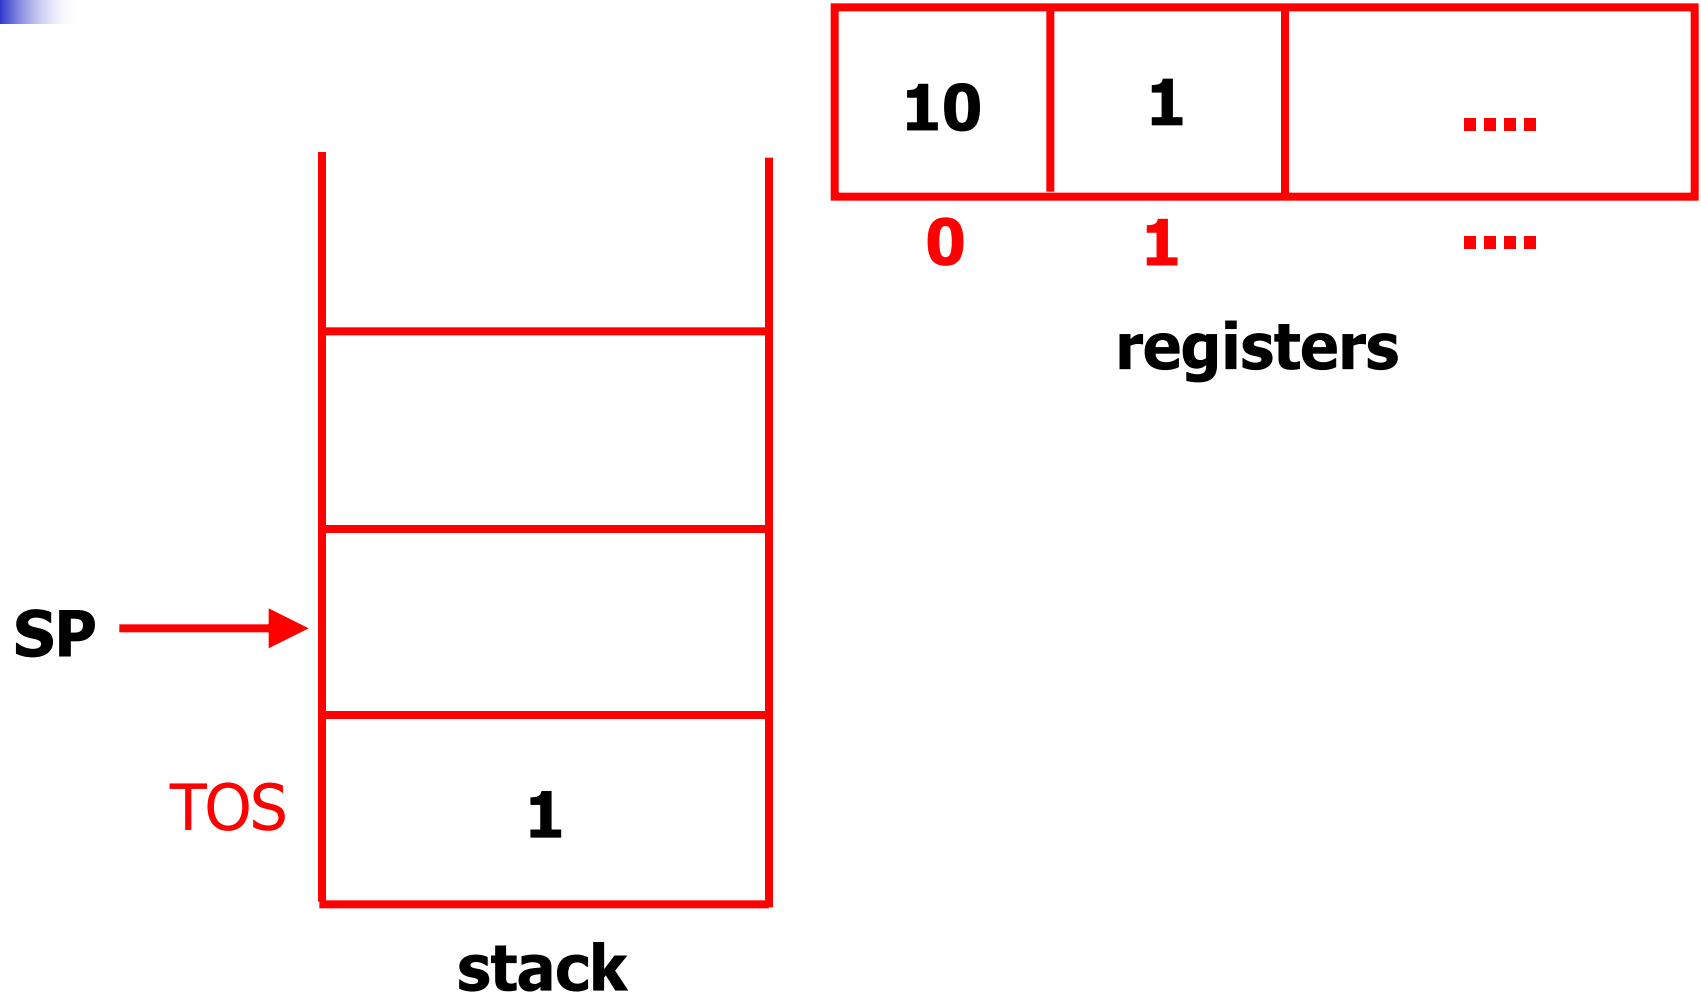 10 1 ....
0 1 ....
registers
SP
TOS 1
stack